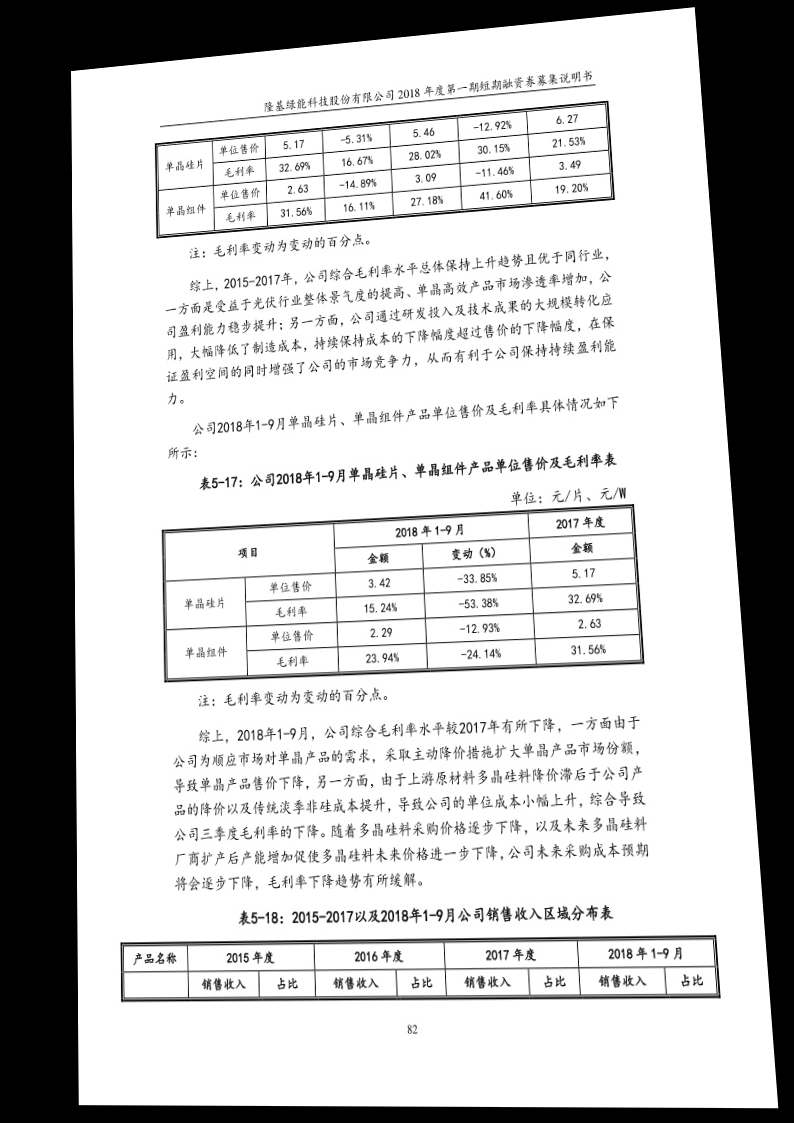 隆基绿能科技股份有限公司 2018 年度第一期短期融资券募集说明书
单晶硅片 单位售价 5.17 -5.31% 5.46 -12.92% 6.27
毛利率 32.69% 16.67% 28.02% 30.15% 21.53%
单晶组件 单位售价 2.63 -14.89% 3.09 -11.46% 3.49
毛利率 31.56% 16.11% 27.18% 41.60% 19.20%
注：毛利率变动为变动的百分点。
综上，2015-2017年，公司综合毛利率水平总体保持上升趋势且优于同行业，
一方面是受益于光伏行业整体景气度的提高、单晶高效产品市场渗透率增加，公
司盈利能力稳步提升；另一方面，公司通过研发投入及技术成果的大规模转化应
用，大幅降低了制造成本，持续保持成本的下降幅度超过售价的下降幅度，在保
证盈利空间的同时增强了公司的市场竞争力，从而有利于公司保持持续盈利能
力。
公司2018年1-9月单晶硅片、单晶组件产品单位售价及毛利率具体情况如下
所示：
表5-17：公司2018年1-9月单晶硅片、单晶组件产品单位售价及毛利率表
单位：元/片、元/W
项目 2018 年 1-9 月 2017 年度
金额 变动（%） 金额
单晶硅片 单位售价 3.42 -33.85% 5.17
毛利率 15.24% -53.38% 32.69%
单晶组件 单位售价 2.29 -12.93% 2.63
毛利率 23.94% -24.14% 31.56%
注：毛利率变动为变动的百分点。
综上，2018年1-9月，公司综合毛利率水平较2017年有所下降，一方面由于
公司为顺应市场对单晶产品的需求，采取主动降价措施扩大单晶产品市场份额，
导致单晶产品售价下降，另一方面，由于上游原材料多晶硅料降价滞后于公司产
品的降价以及传统淡季非硅成本提升，导致公司的单位成本小幅上升，综合导致
公司三季度毛利率的下降。随着多晶硅料采购价格逐步下降，以及未来多晶硅料
厂商扩产后产能增加促使多晶硅料未来价格进一步下降，公司未来采购成本预期
将会逐步下降，毛利率下降趋势有所缓解。
表5-18：2015-2017以及2018年1-9月公司销售收入区域分布表
产品名称 2015 年度 2016 年度 2017 年度 2018 年 1-9 月
销售收入 占比 销售收入 占比 销售收入 占比 销售收入 占比
82